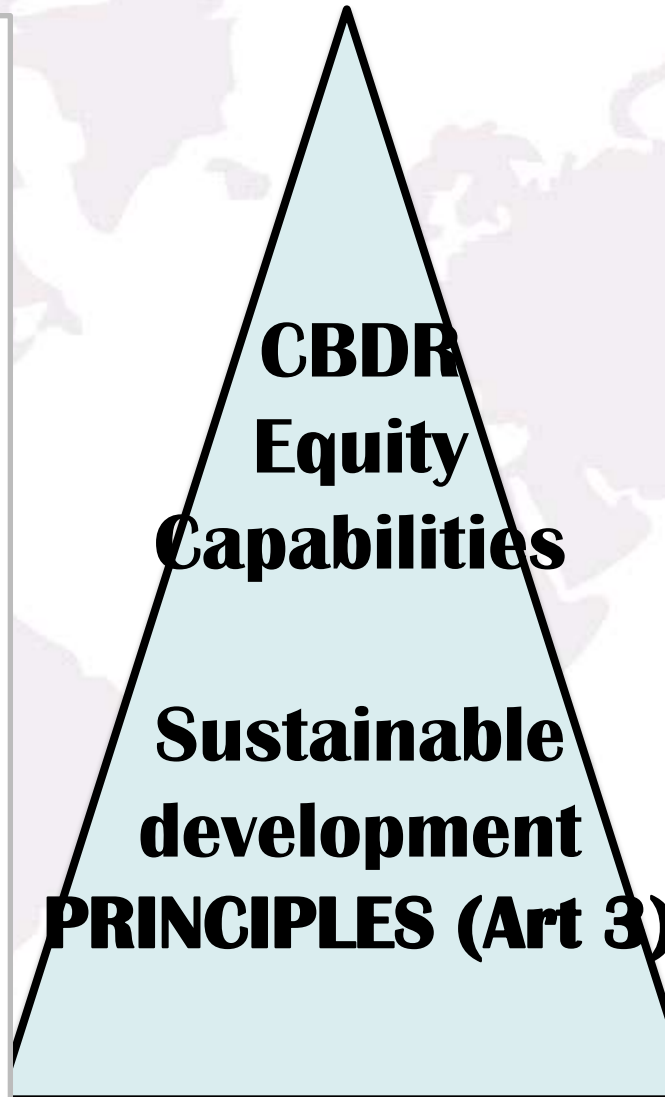 CBDR
Equity
Capabilities
Sustainable
development
PRINCIPLES (Art 3)